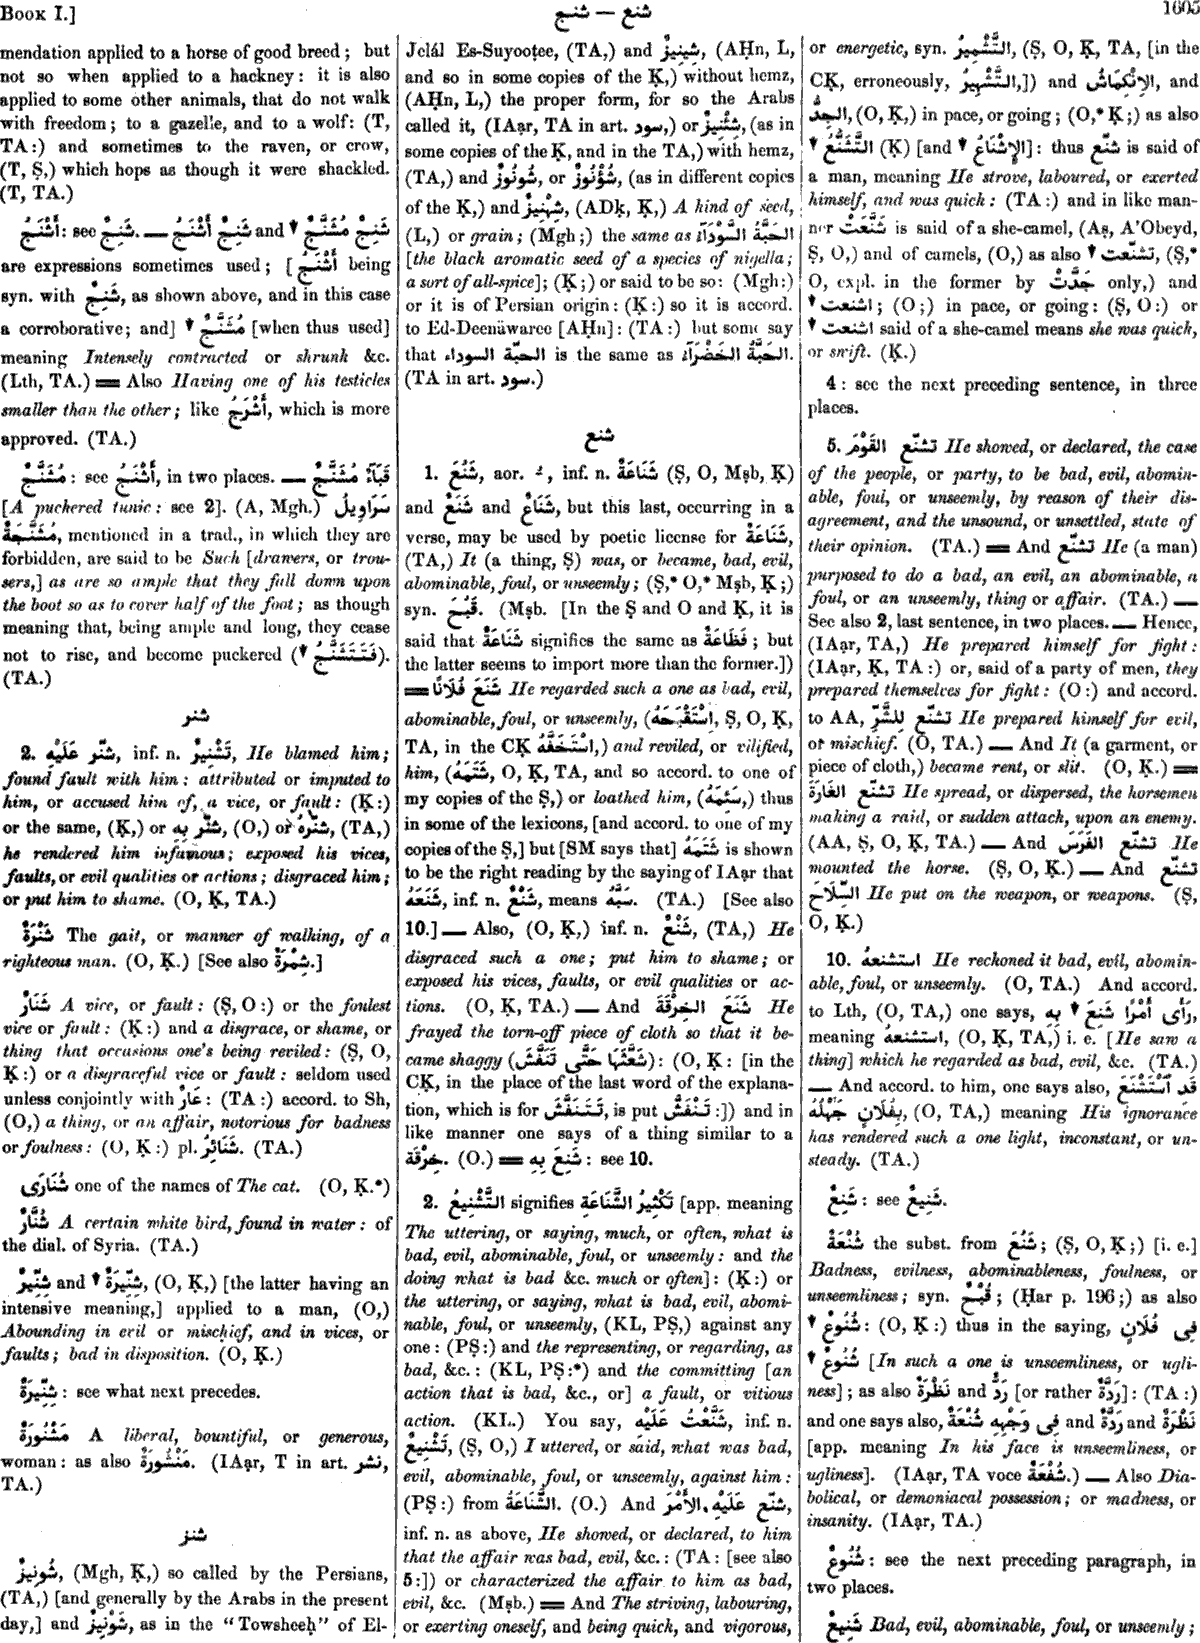 Book I.]
شنج — شنع
1605
mendation applied to a horse of good breed; but
not so when applied to a hackney: it is also
applied to some other animals, that do not walk
with freedom; to a gazelle, and to a wolf: (T,
TA:) and sometimes to the raven, or crow,
(T, Ṣ,) which hops as though it were shackled.
(T, TA.)
أَشْنَجُ: see شَنِجٌ. — شَنِجٌ أَشْنَجُ and ▼ شَنِجٌ مُشَنَّجٌ
are expressions sometimes used; [أَشْنَجُ being
syn. with شَنِجٌ, as shown above, and in this case
a corroborative; and] ▼ مُشَنَّجٌ [when thus used]
meaning Intensely contracted or shrunk &c.
(Lth, TA.) = Also Having one of his testicles
smaller than the other; like أَشْرَجُ, which is more
approved. (TA.)
مُشَنَّجٌ: see أَشْنَجُ, in two places. — قَبَآءٌ مُشَنَّجٌ
[A puckered tunic: see 2]. (A, Mgh.) سَرَاوِيلُ
مُشَنَّجَةٌ, mentioned in a trad., in which they are
forbidden, are said to be Such [drawers, or trou-
sers,] as are so ample that they fall down upon
the boot so as to cover half of the foot; as though
meaning that, being ample and long, they cease
not to rise, and become puckered (▼ فَتَتَشَنَّجُ).
(TA.)
شنر
2. شنّر عَلَيْهِ, inf. n. تَشْنِيرٌ, He blamed him;
found fault with him: attributed or imputed to
him, or accused him of, a vice, or fault: (Ḳ:)
or the same, (Ḳ,) or شنّر بِهِ, (O,) or شنّرهُ, (TA,)
he rendered him infamous; exposed his vices,
faults, or evil qualities or actions; disgraced him;
or put him to shame. (O, Ḳ, TA.)
شَنْرَةٌ The gait, or manner of walking, of a
righteous man. (O, Ḳ.) [See also شِمْرَةٌ.]
شَنَارٌ A vice, or fault: (Ṣ, O:) or the foulest
vice or fault: (Ḳ:) and a disgrace, or shame, or
thing that occasions one's being reviled: (Ṣ, O,
Ḳ:) or a disgraceful vice or fault: seldom used
unless conjointly with عَارٌ: (TA:) accord. to Sh,
(O,) a thing, or an affair, notorious for badness
or foulness: (O, Ḳ:) pl. شَنَائِرُ. (TA.)
شُنَارَى one of the names of The cat. (O, Ḳ.*)
شُنَّارٌ A certain white bird, found in water: of
the dial. of Syria. (TA.)
شِنِّيرٌ and ▼ شِنِّيرَةٌ, (O, Ḳ,) [the latter having an
intensive meaning,] applied to a man, (O,)
Abounding in evil or mischief, and in vices, or
faults; bad in disposition. (O, Ḳ.)
شِنِّيرَةٌ: see what next precedes.
مَشْنُورَةٌ A liberal, bountiful, or generous,
woman: as also مَنْشُورَةٌ. (IAạr, T in art. نشر,
TA.)
شنز
شُونِيزٌ, (Mgh, Ḳ,) so called by the Persians,
(TA,) [and generally by the Arabs in the present
day,] and شَوْنِيزٌ, as in the “Towsheeḥ” of El-
Jelál Es-Suyooṭee, (TA,) and شِينِيزٌ, (AḤn, L,
and so in some copies of the Ḳ,) without hemz,
(AḤn, L,) the proper form, for so the Arabs
called it, (IAạr, TA in art. سود,) or شِئْنِيزٌ, (as in
some copies of the Ḳ, and in the TA,) with hemz,
(TA,) and شُونُوزٌ, or شُؤْنُوزٌ, (as in different copies
of the Ḳ,) and شِهْنِيزٌ, (ADḳ, Ḳ,) A kind of seed,
(L,) or grain; (Mgh;) the same as الحَبَّةُ السَّوْدَآءُ
[the black aromatic seed of a species of nigella;
a sort of all-spice]; (Ḳ;) or said to be so: (Mgh:)
or it is of Persian origin: (Ḳ:) so it is accord.
to Ed-Deenäwaree [AḤn]: (TA:) but some say
that الحبّة السوداء is the same as الحَبَّةُ الخَضْرَآءُ.
(TA in art. سود.)
شنع
1. شَنُعَ, aor. ـُ, inf. n. شَنَاعَةٌ (Ṣ, O, Mṣb, Ḳ)
and شَنَعٌ and شَنَاعٌ, but this last, occurring in a
verse, may be used by poetic license for شَنَاعَةٌ,
(TA,) It (a thing, Ṣ) was, or became, bad, evil,
abominable, foul, or unseemly; (Ṣ,* O,* Mṣb, Ḳ;)
syn. قَبُحَ. (Mṣb. [In the Ṣ and O and Ḳ, it is
said that شَنَاعَةٌ signifies the same as فَظَاعَةٌ; but
the latter seems to import more than the former.])
= شَنَعَ فُلَانًا He regarded such a one as bad, evil,
abominable, foul, or unseemly, (اِسْتَقْبَحَهُ, Ṣ, O, Ḳ,
TA, in the CK اسْتَخَفَّهُ,) and reviled, or vilified,
him, (شَتَمَهُ, O, Ḳ, TA, and so accord. to one of
my copies of the Ṣ,) or loathed him, (سَئِمَهُ,) thus
in some of the lexicons, [and accord. to one of my
copies of the Ṣ,] but [SM says that] شَتَمَهُ is shown
to be the right reading by the saying of IAạr that
شَنَعَهُ, inf. n. شَنْعٌ, means سَبَّهُ. (TA.) [See also
10.] — Also, (O, Ḳ,) inf. n. شَنْعٌ, (TA,) He
disgraced such a one; put him to shame; or
exposed his vices, faults, or evil qualities or ac-
tions. (O, Ḳ, TA.) — And شَنَعَ الخِرْقَةَ He
frayed the torn-off piece of cloth so that it be-
came shaggy (شَعَّثَهَا حَتَّى تَنَفَّشَ): (O, Ḳ: [in the
CK, in the place of the last word of the explana-
tion, which is for تَتَنَفَّشَ, is put تَنْفَشَّ:]) and in
like manner one says of a thing similar to a
خِرْقَة. (O.) = شَنِعَ بِهِ: see 10.
2. التَّشْنِيعُ signifies تَكْثِيرُ الشَّنَاعَةِ [app. meaning
The uttering, or saying, much, or often, what is
bad, evil, abominable, foul, or unseemly: and the
doing what is bad &c. much or often]: (Ḳ:) or
the uttering, or saying, what is bad, evil, abomi-
nable, foul, or unseemly, (KL, PṢ,) against any
one: (PṢ:) and the representing, or regarding, as
bad, &c.: (KL, PṢ:*) and the committing [an
action that is bad, &c., or] a fault, or vitious
action. (KL.) You say, شَنَّعْتُ عَلَيْهِ, inf. n.
تَشْنِيعٌ, (Ṣ, O,) I uttered, or said, what was bad,
evil, abominable, foul, or unseemly, against him:
(PṢ:) from الشَّنَاعَةُ. (O.) And شنّع عَلَيْهِ الأَمْرَ,
inf. n. as above, He showed, or declared, to him
that the affair was bad, evil, &c.: (TA: [see also
5:]) or characterized the affair to him as bad,
evil, &c. (Mṣb.) = And The striving, labouring,
or exerting oneself, and being quick, and vigorous,
or energetic, syn. التَّشْمِيرُ, (Ṣ, O, Ḳ, TA, [in the
CK, erroneously, التَّشْهِيرُ,]) and الاِنْكِمَاشُ, and
الجِدُّ, (O, Ḳ,) in pace, or going; (O,* Ḳ;) as also
▼ التَّشَنُّعُ (Ḳ) [and ▼ الإِشْنَاعُ]: thus شنّع is said of
a man, meaning He strove, laboured, or exerted
himself, and was quick: (TA:) and in like man-
ner شَنَّعَتْ is said of a she-camel, (Aṣ, A'Obeyd,
Ṣ, O,) and of camels, (O,) as also ▼ تشنّعت, (Ṣ,*
O, expl. in the former by جَدَّتْ only,) and
▼ اشنعت; (O;) in pace, or going: (Ṣ, O:) or
▼ اشنعت said of a she-camel means she was quick,
or swift. (Ḳ.)
4: see the next preceding sentence, in three
places.
5. تشنّع القَوْمَ He showed, or declared, the case
of the people, or party, to be bad, evil, abomin-
able, foul, or unseemly, by reason of their dis-
agreement, and the unsound, or unsettled, state of
their opinion. (TA.) = And تشنّع He (a man)
purposed to do a bad, an evil, an abominable, a
foul, or an unseemly, thing or affair. (TA.) —
See also 2, last sentence, in two places. — Hence,
(IAạr, TA,) He prepared himself for fight:
(IAạr, Ḳ, TA:) or, said of a party of men, they
prepared themselves for fight: (O:) and accord.
to AA, تشنّع لِلشَّرِّ He prepared himself for evil,
or mischief. (O, TA.) — And It (a garment, or
piece of cloth,) became rent, or slit. (O, Ḳ.) =
تشنّع الغَارَةَ He spread, or dispersed, the horsemen
making a raid, or sudden attack, upon an enemy.
(AA, Ṣ, O, Ḳ, TA.) — And تشنّع الفَرَسَ He
mounted the horse. (Ṣ, O, Ḳ.) — And تشنّع
السِّلَاحَ He put on the weapon, or weapons. (Ṣ,
O, Ḳ.)
10. استشنعهُ He reckoned it bad, evil, abomin-
able, foul, or unseemly. (O, TA.) And accord.
to Lth, (O, TA,) one says, رَأَى أَمْرًا شَنِعَ ▼ بِهِ,
meaning استشنعهُ, (O, Ḳ, TA,) i. e. [He saw a
thing] which he regarded as bad, evil, &c. (TA.)
— And accord. to him, one says also, قَدِ ٱسْتَشْنَعَ
بِفُلَانٍ جَهْلُهُ, (O, TA,) meaning His ignorance
has rendered such a one light, inconstant, or un-
steady. (TA.)
شَنِعٌ: see شَنِيعٌ.
شُنْعَةٌ the subst. from شَنُعَ; (Ṣ, O, Ḳ;) [i. e.]
Badness, evilness, abominableness, foulness, or
unseemliness; syn. قُبْحٌ; (Ḥar p. 196;) as also
▼ شُنُوعٌ: (O, Ḳ:) thus in the saying, فِى فُلَانٍ
▼ شُنُوعٌ [In such a one is unseemliness, or ugli-
ness]; as also نَظْرَةٌ and رَدٌّ [or rather رَدَّةٌ]: (TA:)
and one says also, فِى وَجْهِهِ شُنْعَةٌ and رَدَّةٌ and نَظْرَةٌ
[app. meaning In his face is unseemliness, or
ugliness]. (IAạr, TA voce شُفْعَةٌ.) — Also Dia-
bolical, or demoniacal possession; or madness, or
insanity. (IAạr, TA.)
شُنُوعٌ: see the next preceding paragraph, in
two places.
شَنِيعٌ Bad, evil, abominable, foul, or unseemly;